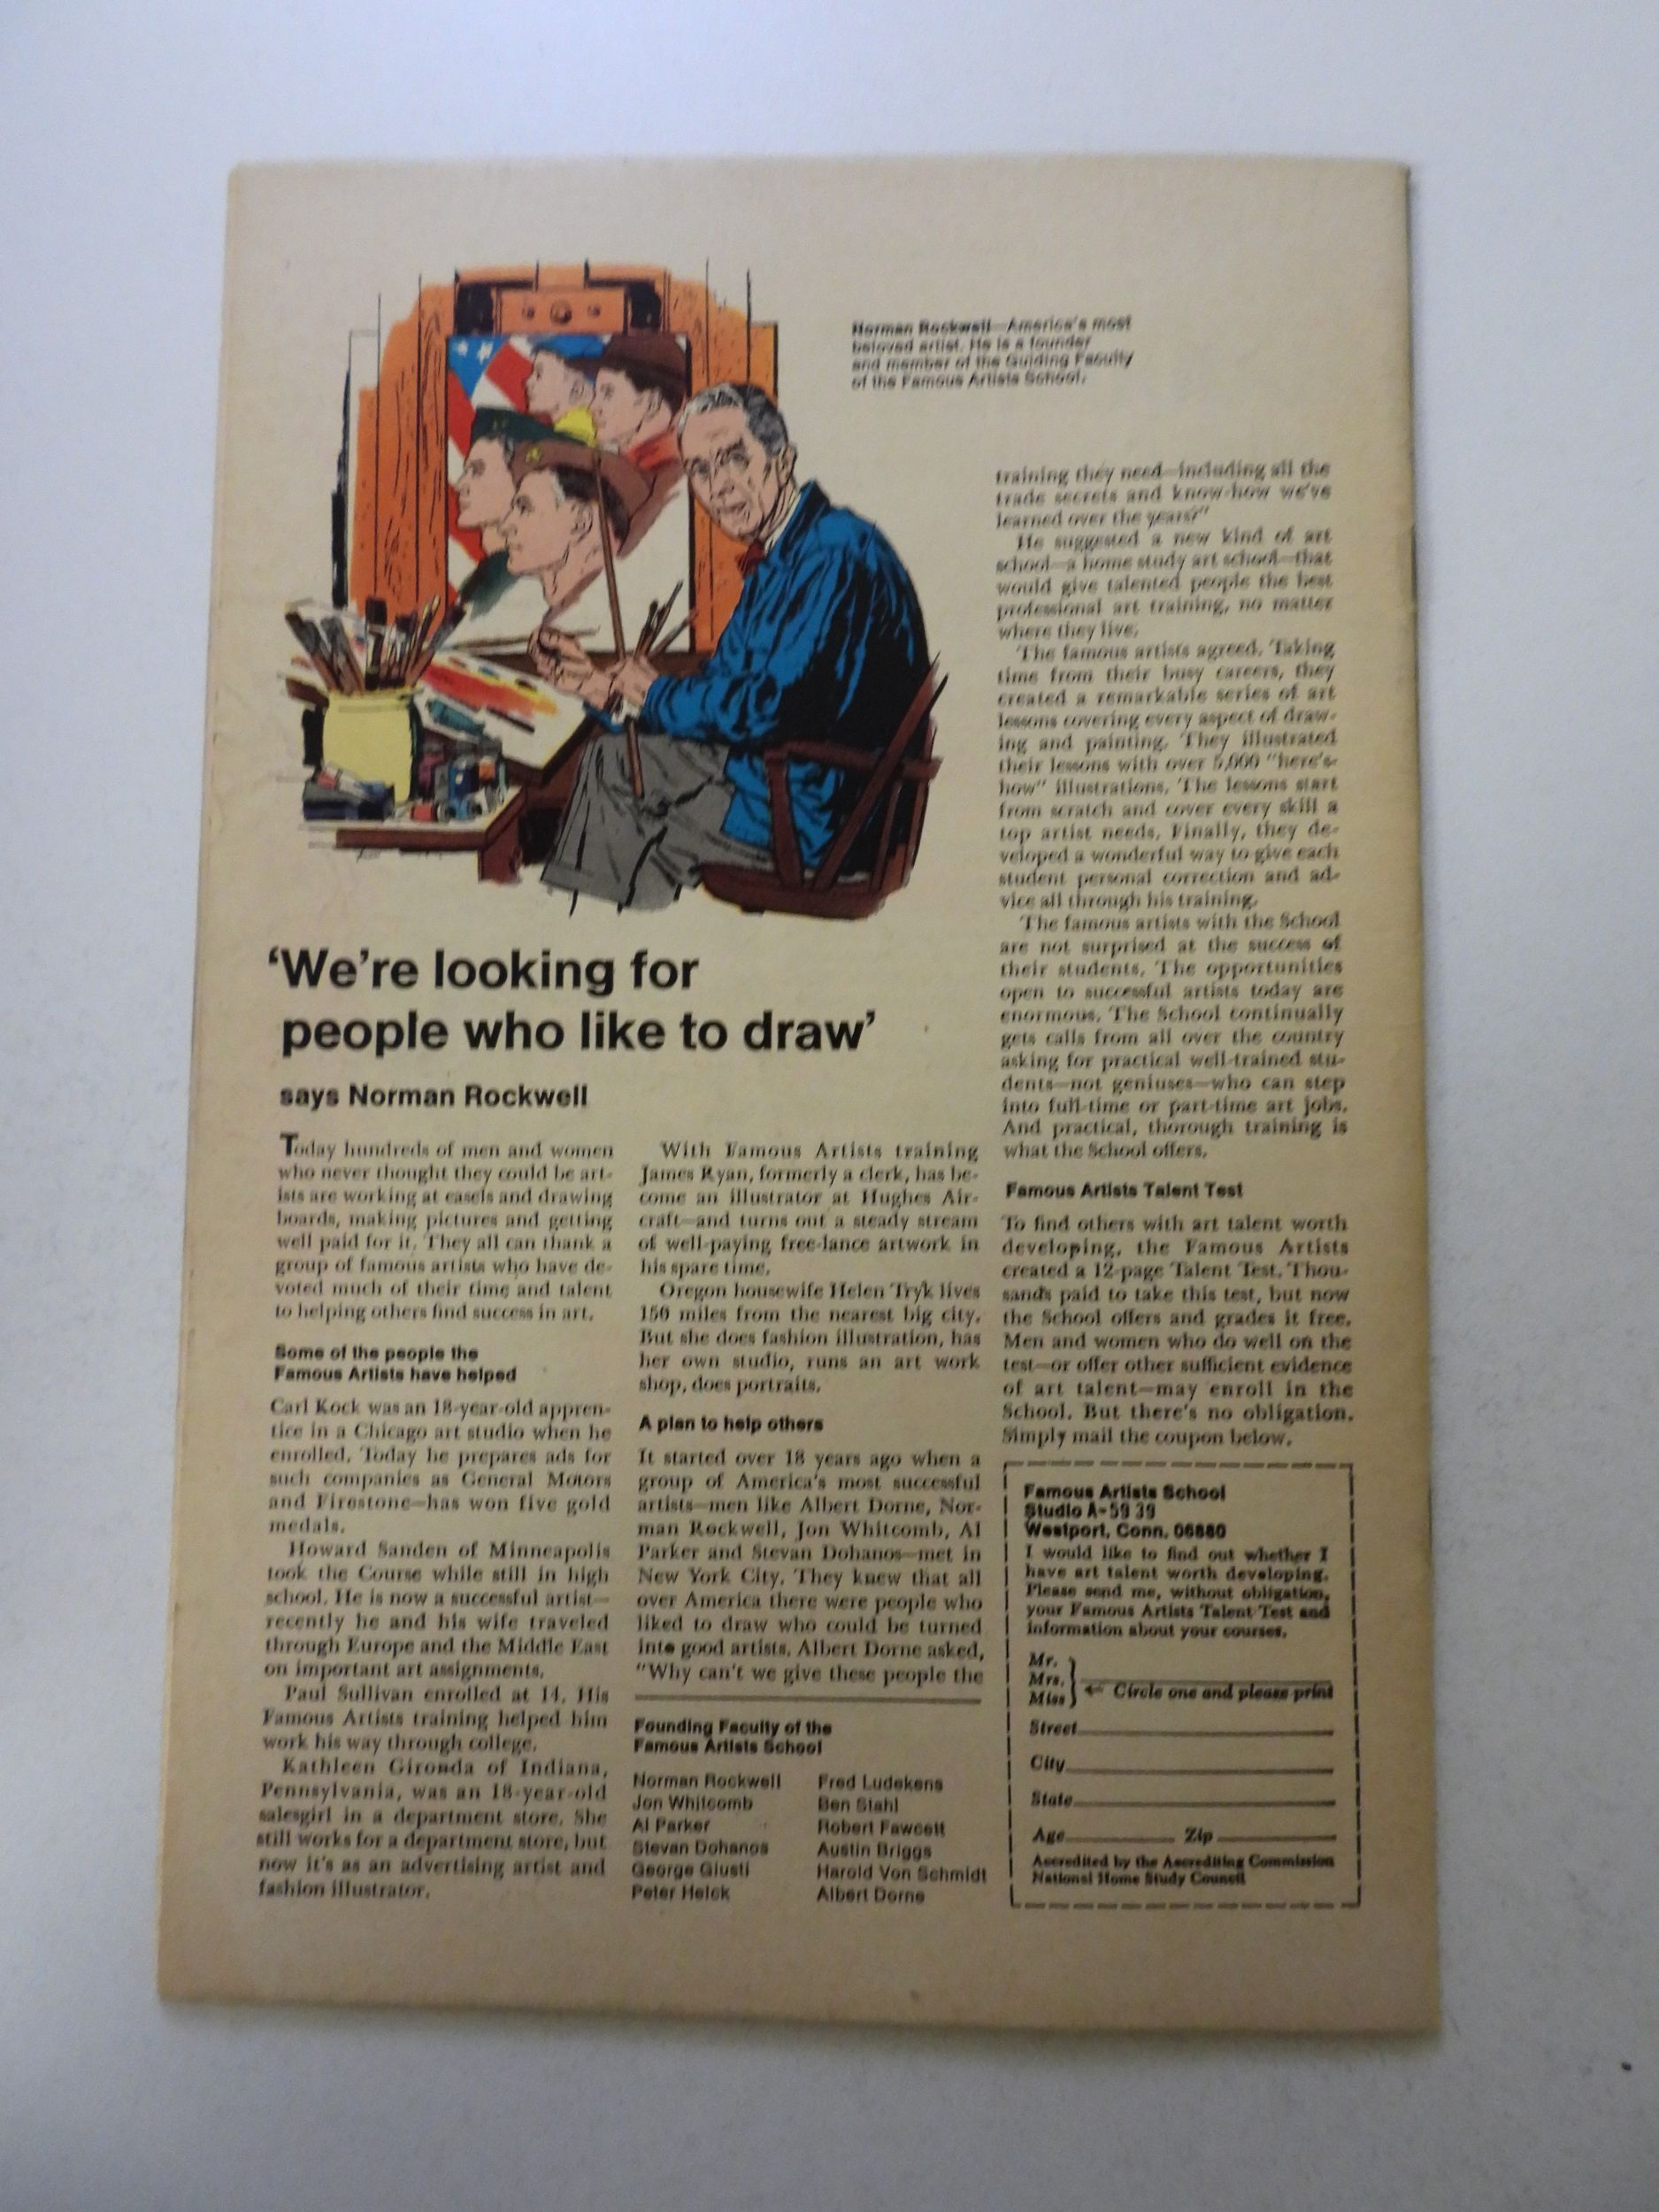 Norman Rockwell—America's most
beloved artist. He is a founder
and member of the Guiding Faculty
of the Famous Artists School.
'We're looking for
people who like to draw'
says Norman Rockwell
Today hundreds of men and women
who never thought they could be art-
ists are working at easels and drawing
boards, making pictures and getting
well paid for it. They all can thank a
group of famous artists who have de-
voted much of their time and talent
to helping others find success in art.
Some of the people the
Famous Artists have helped
Carl Kock was an 18-year-old appren-
tice in a Chicago art studio when he
enrolled. Today he prepares ads for
such companies as General Motors
and Firestone—has won five gold
medals.
Howard Sanden of Minneapolis
took the Course while still in high
school. He is now a successful artist—
recently he and his wife traveled
through Europe and the Middle East
on important art assignments.
Paul Sullivan enrolled at 14. His
Famous Artists training helped him
work his way through college.
Kathleen Gironda of Indiana,
Pennsylvania, was an 18-year-old
salesgirl in a department store. She
still works for a department store, but
now it's as an advertising artist and
fashion illustrator.
With Famous Artists training
James Ryan, formerly a clerk, has be-
come an illustrator at Hughes Air-
craft—and turns out a steady stream
of well-paying free-lance artwork in
his spare time.
Oregon housewife Helen Tryk lives
150 miles from the nearest big city.
But she does fashion illustration, has
her own studio, runs an art work
shop, does portraits.
A plan to help others
It started over 18 years ago when a
group of America's most successful
artists—men like Albert Dorne, Nor-
man Rockwell, Jon Whitcomb, Al
Parker and Stevan Dohanos—met in
New York City. They knew that all
over America there were people who
liked to draw who could be turned
into good artists. Albert Dorne asked,
"Why can't we give these people the
training they need—including all the
trade secrets and know-how we've
learned over the years?"
He suggested a new kind of art
school—a home study art school—that
would give talented people the best
professional art training, no matter
where they live.
The famous artists agreed. Taking
time from their busy careers, they
created a remarkable series of art
lessons covering every aspect of draw-
ing and painting. They illustrated
their lessons with over 5,000 "here's-
how" illustrations. The lessons start
from scratch and cover every skill a
top artist needs. Finally, they de-
veloped a wonderful way to give each
student personal correction and ad-
vice all through his training.
The famous artists with the School
are not surprised at the success of
their students. The opportunities
open to successful artists today are
enormous. The School continually
gets calls from all over the country
asking for practical well-trained stu-
dents—not geniuses—who can step
into full-time or part-time art jobs.
And practical, thorough training is
what the School offers.
Famous Artists Talent Test
To find others with art talent worth
developing, the Famous Artists
created a 12-page Talent Test. Thou-
sands paid to take this test, but now
the School offers and grades it free.
Men and women who do well on the
test—or offer other sufficient evidence
of art talent—may enroll in the
School. But there's no obligation.
Simply mail the coupon below.
Founding Faculty of the
Famous Artists School
Norman Rockwell
Jon Whitcomb
Al Parker
Stevan Dohanos
George Giusti
Peter Helck
Fred Ludekens
Ben Stahl
Robert Fawcett
Austin Briggs
Harold Von Schmidt
Albert Dorne
Famous Artists School
Studio A-5939
Westport, Conn. 06880
I would like to find out whether I
have art talent worth developing.
Please send me, without obligation,
your Famous Artists Talent Test and
information about your courses.
Mr.
Mrs.
Miss
Circle one and please print
Street
City
State
Age Zip
Accredited by the Accrediting Commission
National Home Study Council